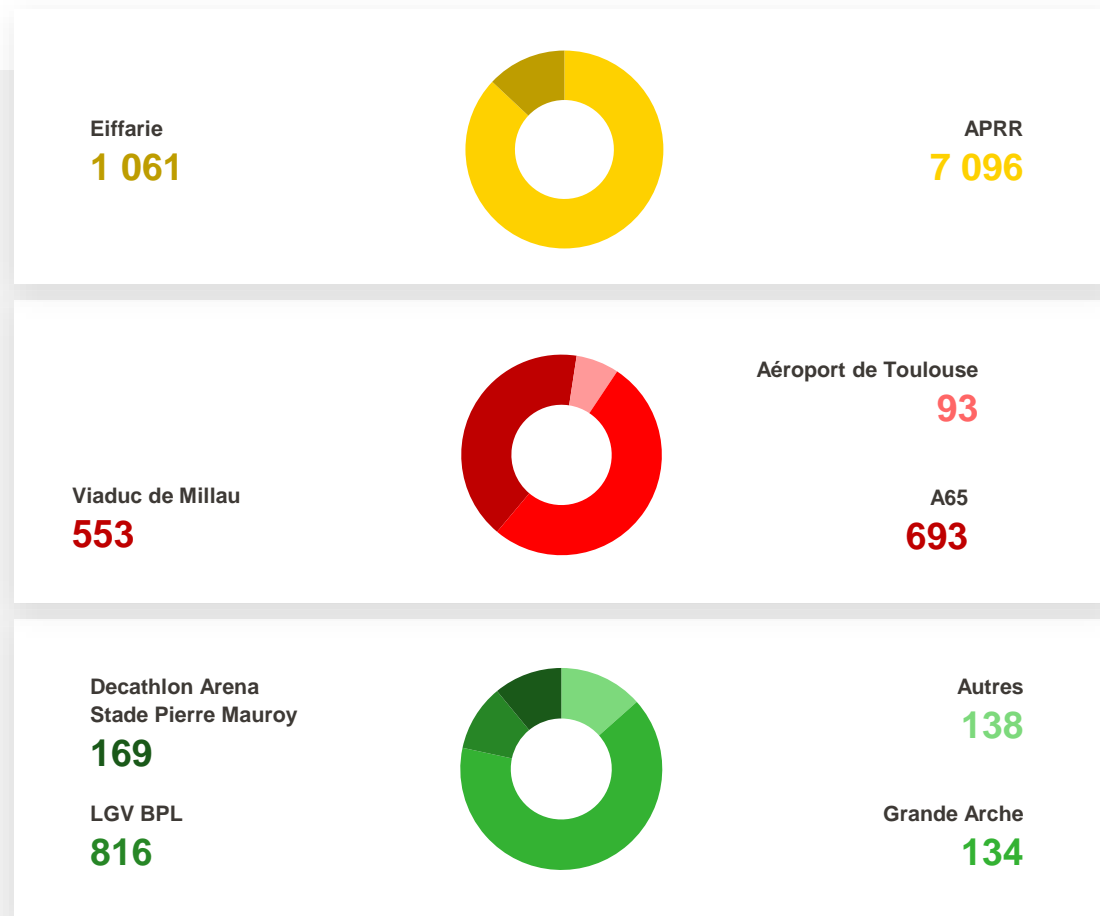 Eiffarie
1 061
APRR
7 096
Aéroport de Toulouse
93
Viaduc de Millau
553
A65
693
Decathlon Arena
Stade Pierre Mauroy
169
Autres
138
LGV BPL
816
Grande Arche
134